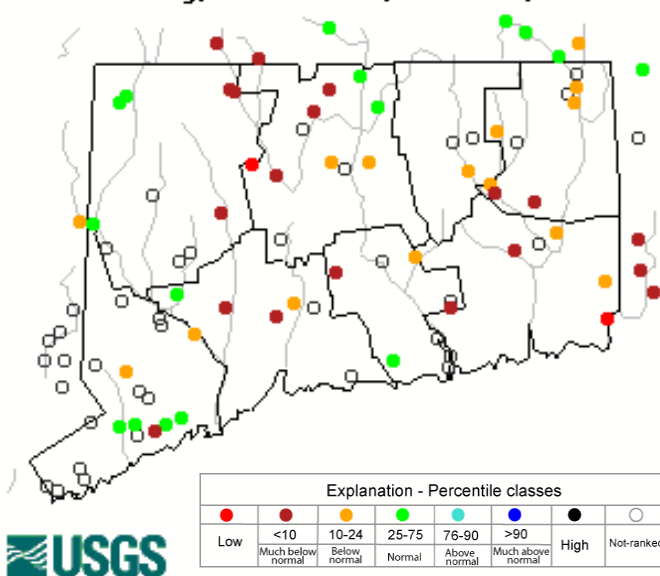 Explanation - Percentile classes
Low <10 10-24 25-75 76-90 >90 High Not-ranked
Much below normal Below normal Normal Above normal Much above normal
USGS